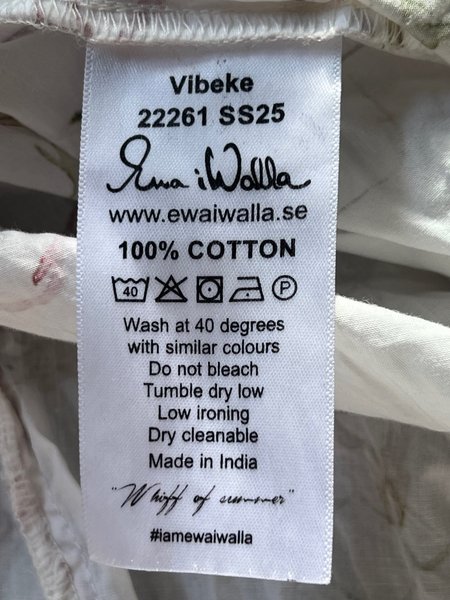 Vibeke
22261 SS25
Ewa i Walla
www.ewaiwalla.se
100% COTTON
40 P
Wash at 40 degrees
with similar colours
Do not bleach
Tumble dry low
Low ironing
Dry cleanable
Made in India
"Whiff of summer"
#iamewaiwalla